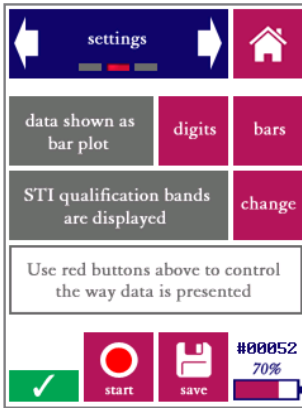 settings
data shown as
bar plot
digits
bars
STI qualification bands
are displayed
change
Use red buttons above to control
the way data is presented
start
save
#00052
70%